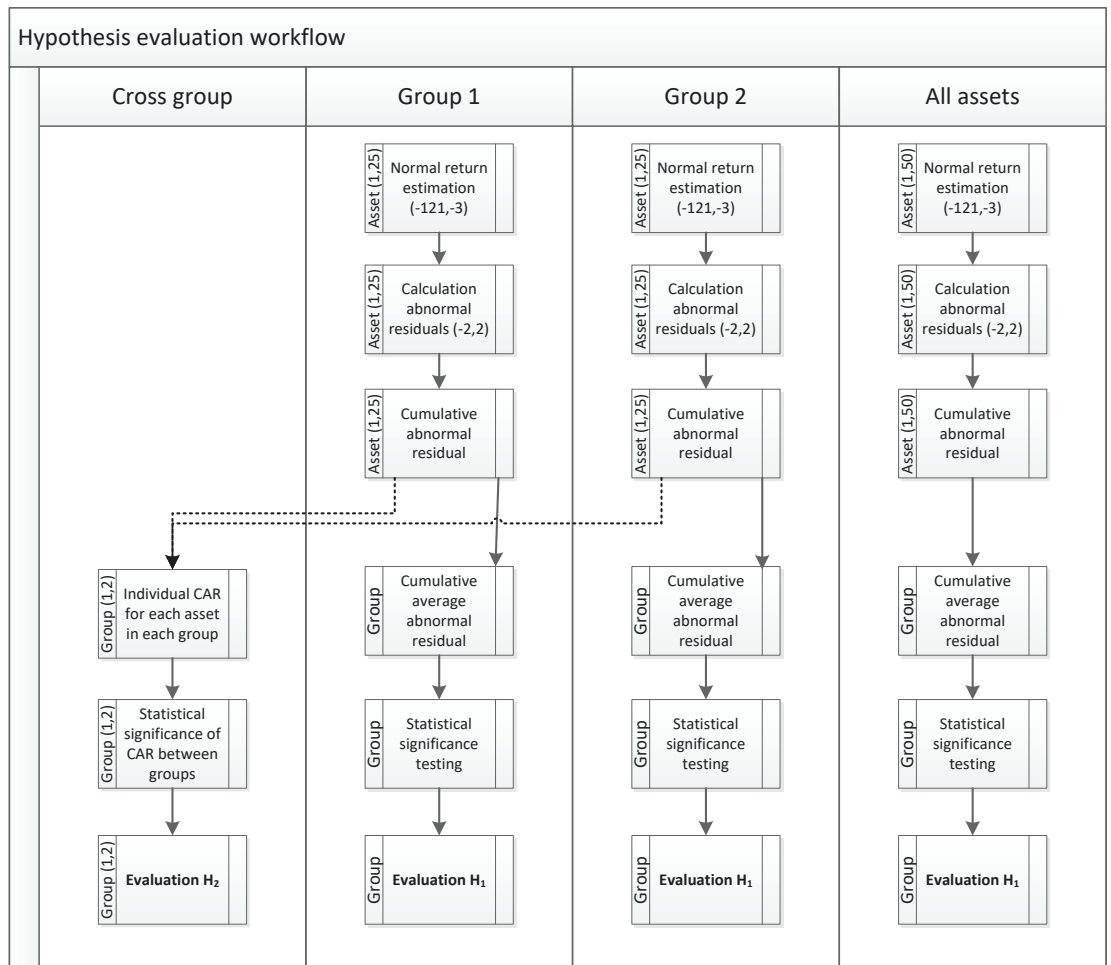 Hypothesis evaluation workflow
Cross group
Group 1
Group 2
All assets
Asset (1,25)
Normal return
estimation
(-121,-3)
Asset (1,25)
Normal return
estimation
(-121,-3)
Asset (1,50)
Normal return
estimation
(-121,-3)
Asset (1,25)
Calculation
abnormal
residuals (-2,2)
Asset (1,25)
Calculation
abnormal
residuals (-2,2)
Asset (1,50)
Calculation
abnormal
residuals (-2,2)
Asset (1,25)
Cumulative
abnormal
residual
Asset (1,25)
Cumulative
abnormal
residual
Asset (1,50)
Cumulative
abnormal
residual
Group (1,2)
Individual CAR
for each asset
in each group
Group
Cumulative
average
abnormal
residual
Group
Cumulative
average
abnormal
residual
Group
Cumulative
average
abnormal
residual
Group (1,2)
Statistical
significance of
CAR between
groups
Group
Statistical
significance
testing
Group
Statistical
significance
testing
Group
Statistical
significance
testing
Group (1,2)
Evaluation H₂
Group
Evaluation H₁
Group
Evaluation H₁
Group
Evaluation H₁